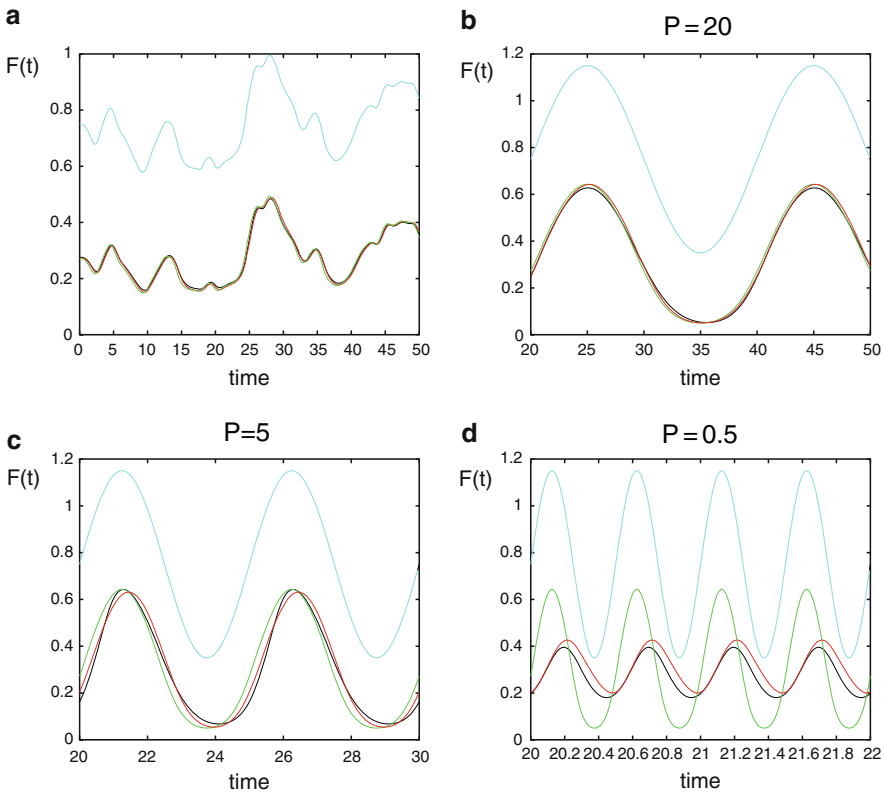 a
F(t)
1
0.8
0.6
0.4
0.2
0
0 5 10 15 20 25 30 35 40 45 50
time
b
P = 20
F(t)
1.2
1
0.8
0.6
0.4
0.2
0
20 25 30 35 40 45 50
time
c
P=5
F(t)
1.2
1
0.8
0.6
0.4
0.2
0
20 22 24 26 28 30
time
d
P = 0.5
F(t)
1.2
1
0.8
0.6
0.4
0.2
0
20 20.2 20.4 20.6 20.8 21 21.2 21.4 21.6 21.8 22
time